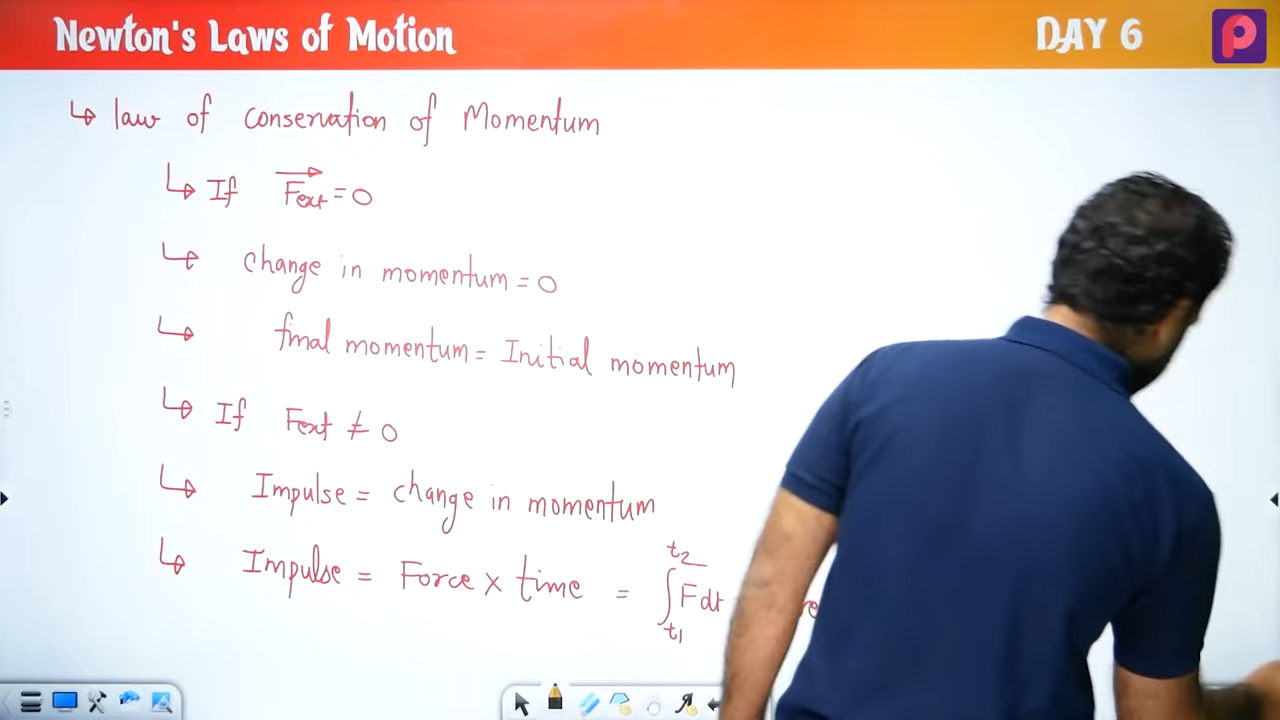 Newton's Laws of Motion
DAY 6
↳ law of conservation of Momentum
↳ If F⃗ext = 0
↳ change in momentum = 0
↳ final momentum = Initial momentum
↳ If Fext ≠ 0
↳ Impulse = change in momentum
↳ Impulse = Force × time = ∫t1t2 Fdt